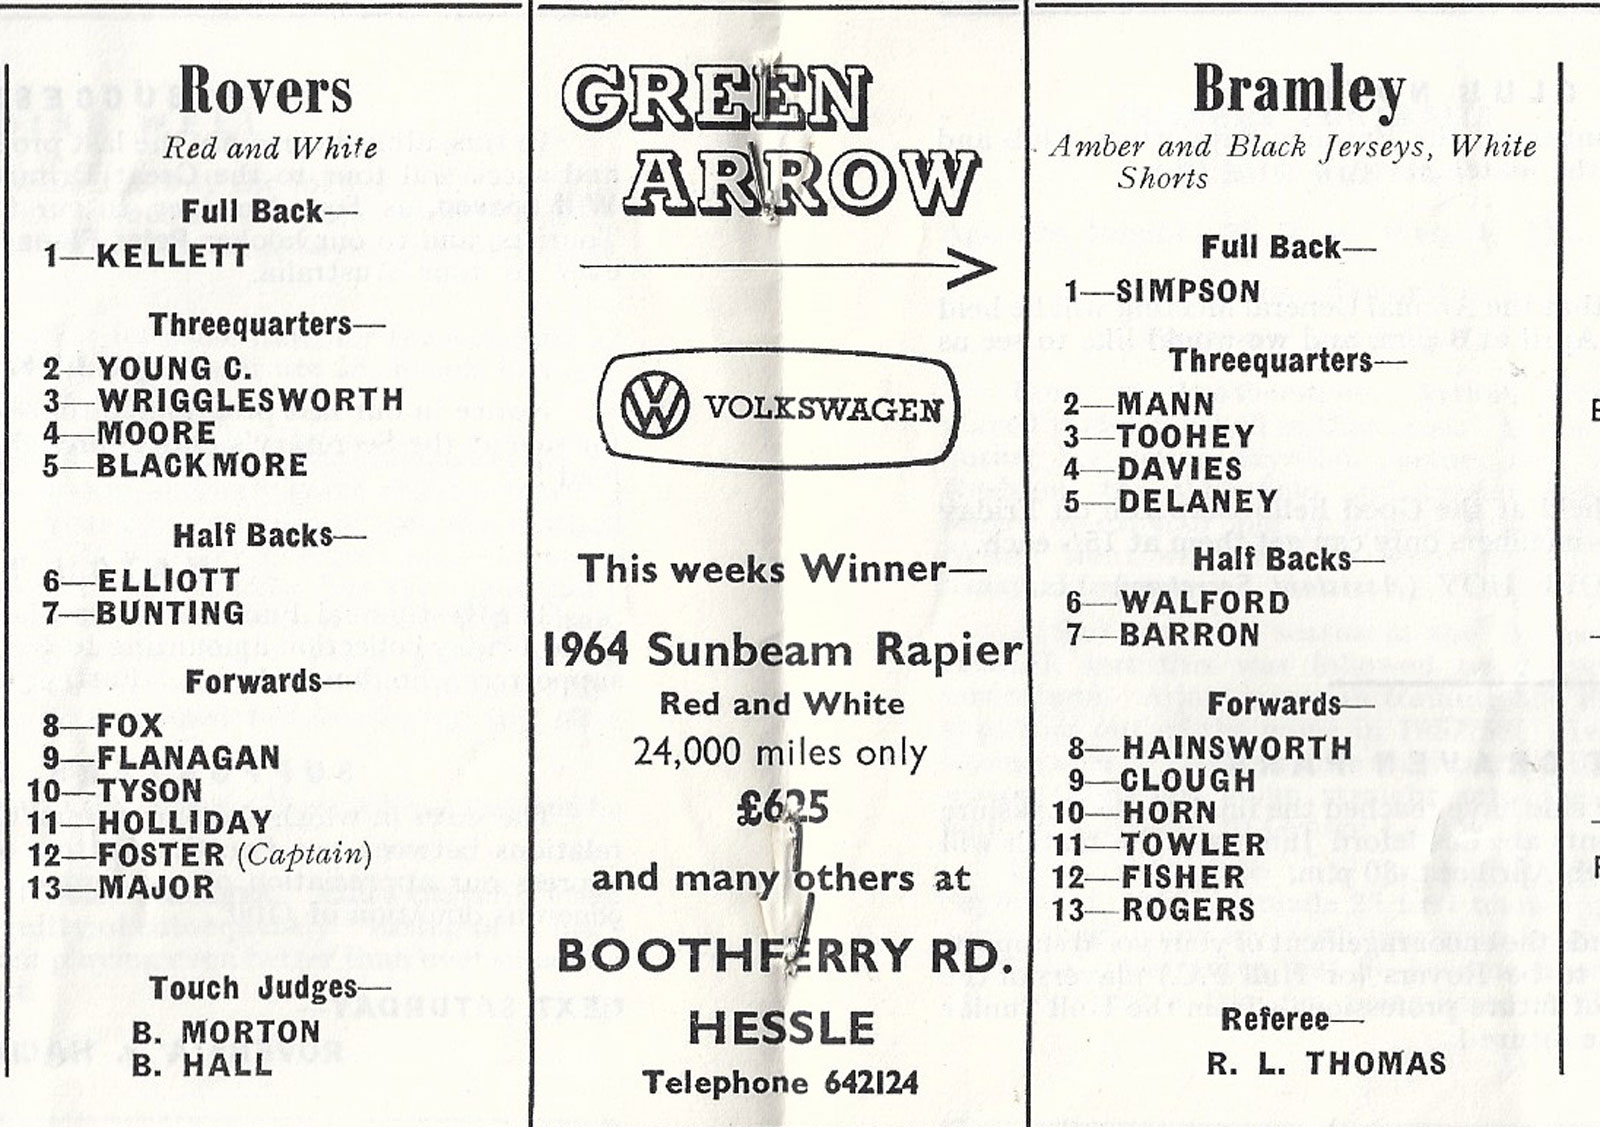 Rovers
Red and White
Full Back—
1—KELLETT
Threequarters—
2—YOUNG C.
3—WRIGGLESWORTH
4—MOORE
5—BLACKMORE
Half Backs—
6—ELLIOTT
7—BUNTING
Forwards—
8—FOX
9—FLANAGAN
10—TYSON
11—HOLLIDAY
12—FOSTER (Captain)
13—MAJOR
Touch Judges—
B. MORTON
B. HALL
GREEN
ARROW
VW VOLKSWAGEN
This weeks Winner—
1964 Sunbeam Rapier
Red and White
24,000 miles only
£625
and many others at
BOOTHFERRY RD.
HESSLE
Telephone 642124
Bramley
Amber and Black Jerseys, White
Shorts
Full Back—
1—SIMPSON
Threequarters—
2—MANN
3—TOOHEY
4—DAVIES
5—DELANEY
Half Backs—
6—WALFORD
7—BARRON
Forwards—
8—HAINSWORTH
9—CLOUGH
10—HORN
11—TOWLER
12—FISHER
13—ROGERS
Referee—
R. L. THOMAS